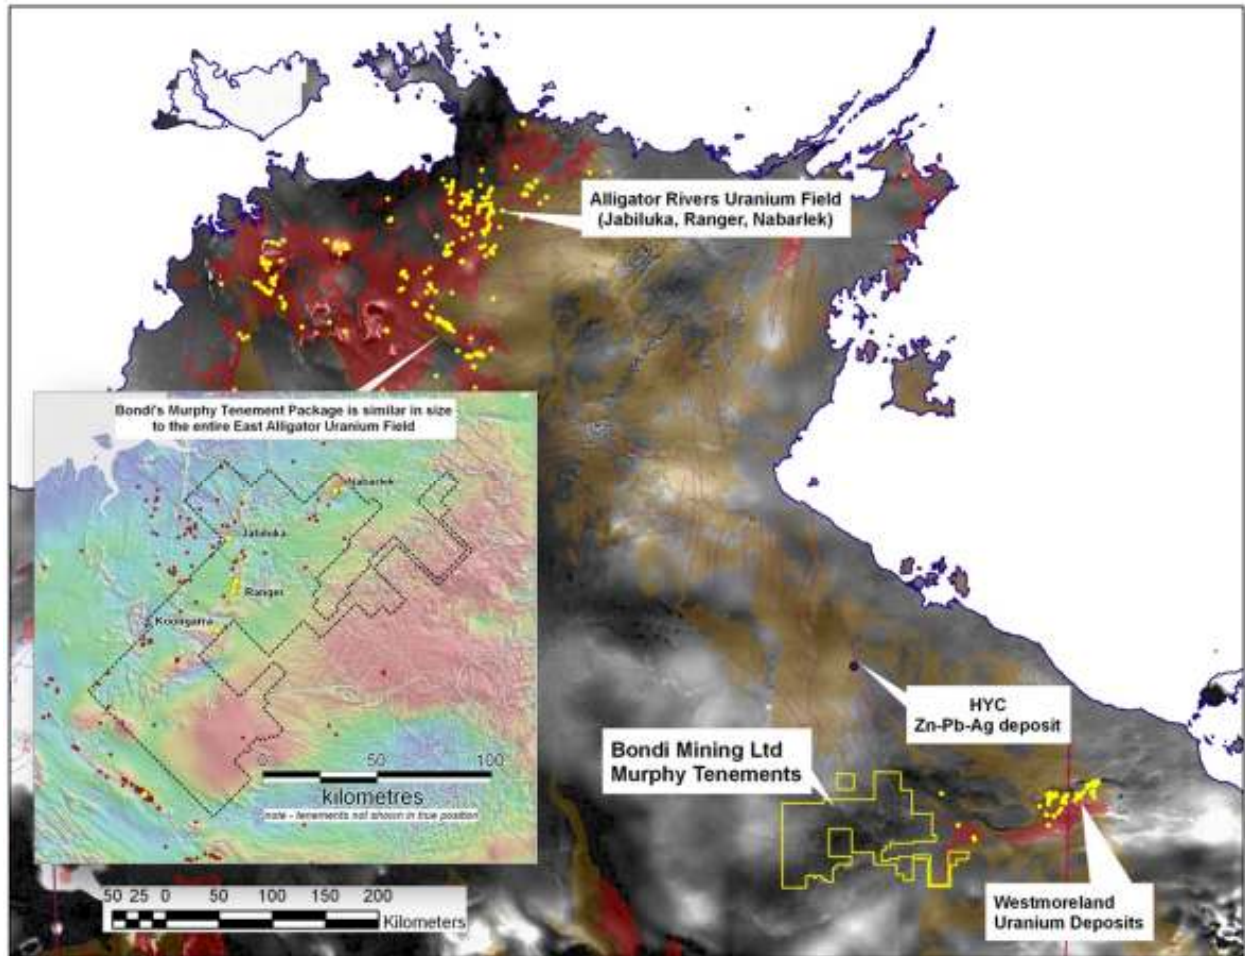 Alligator Rivers Uranium Field
(Jabiluka, Ranger, Nabarlek)
Bondi's Murphy Tenement Package is similar in size
to the entire East Alligator Uranium Field
Nabarlek
Jabiluka
Ranger
Koongarra
0 50 100
kilometres
note - tenements not shown in true position
HYC
Zn-Pb-Ag deposit
Bondi Mining Ltd
Murphy Tenements
Westmoreland
Uranium Deposits
50 25 0 50 100 150 200
Kilometers